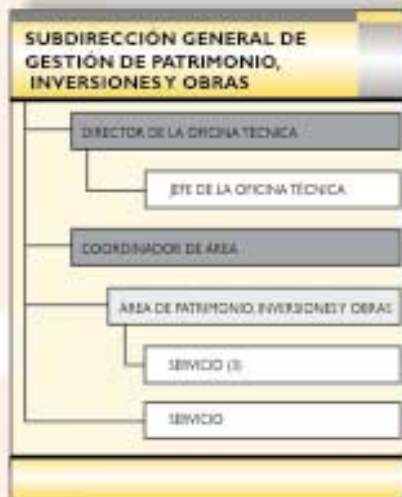 SUBDIRECCIÓN GENERAL DE
GESTIÓN DE PATRIMONIO,
INVERSIONES Y OBRAS
DIRECTOR DE LA OFICINA TÉCNICA
JEFE DE LA OFICINA TÉCNICA
COORDINADOR DE ÁREA
ÁREA DE PATRIMONIO, INVERSIONES Y OBRAS
SERVICIO (3)
SERVICIO